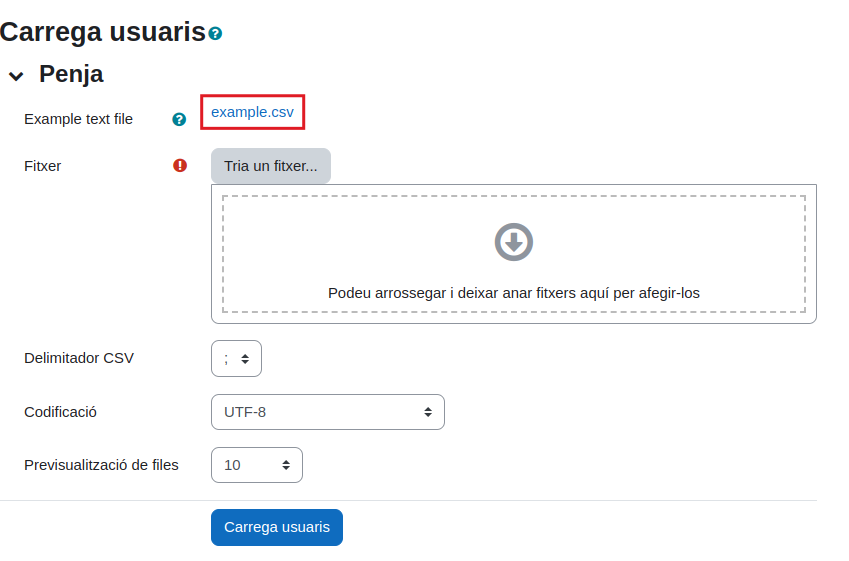 Carrega usuaris
Penja
Example text file
example.csv
Fitxer
Tria un fitxer...
Podeu arrossegar i deixar anar fitxers aquí per afegir-los
Delimitador CSV
;
Codificació
UTF-8
Previsualització de files
10
Carrega usuaris